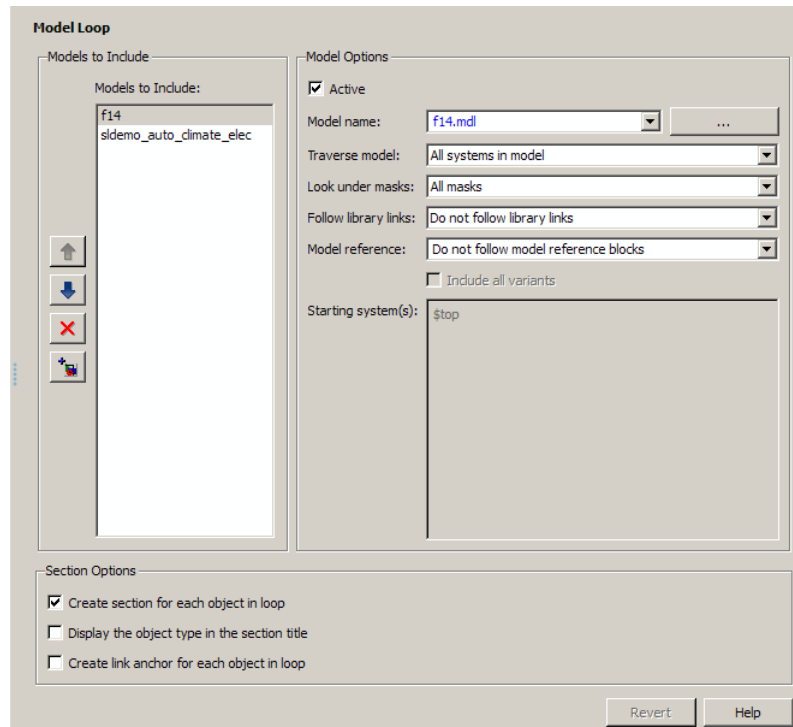 Model Loop
Models to Include
Models to Include:
f14
sldemo_auto_climate_elec
Model Options
Active
Model name: f14.mdl ...
Traverse model: All systems in model
Look under masks: All masks
Follow library links: Do not follow library links
Model reference: Do not follow model reference blocks
Include all variants
Starting system(s): $top
Section Options
Create section for each object in loop
Display the object type in the section title
Create link anchor for each object in loop
Revert Help